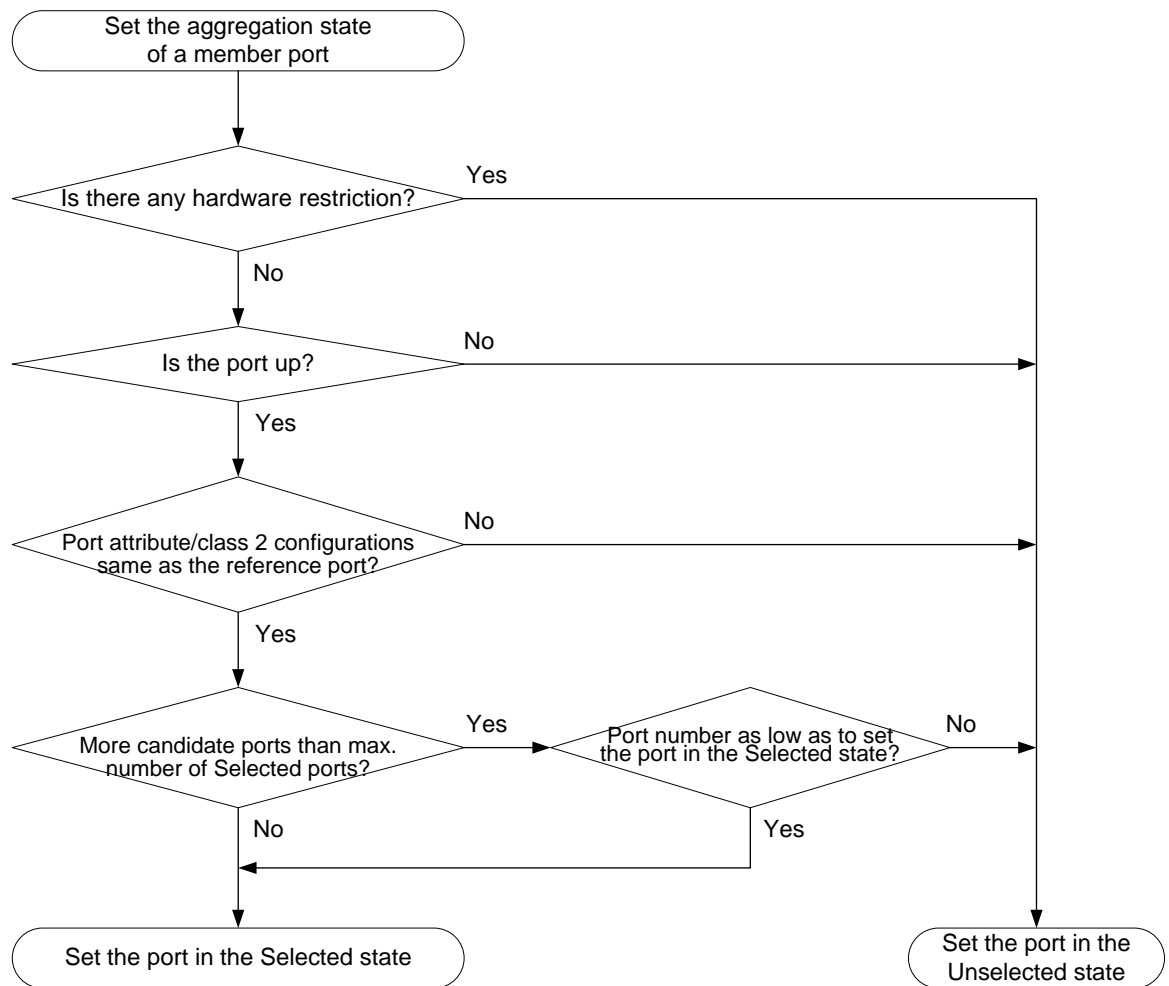 Set the aggregation state
of a member port
Is there any hardware restriction?
Yes
No
Is the port up?
No
Yes
Port attribute/class 2 configurations
same as the reference port?
No
Yes
More candidate ports than max.
number of Selected ports?
Yes
Port number as low as to set
the port in the Selected state?
No
No
Yes
Set the port in the Selected state
Set the port in the
Unselected state